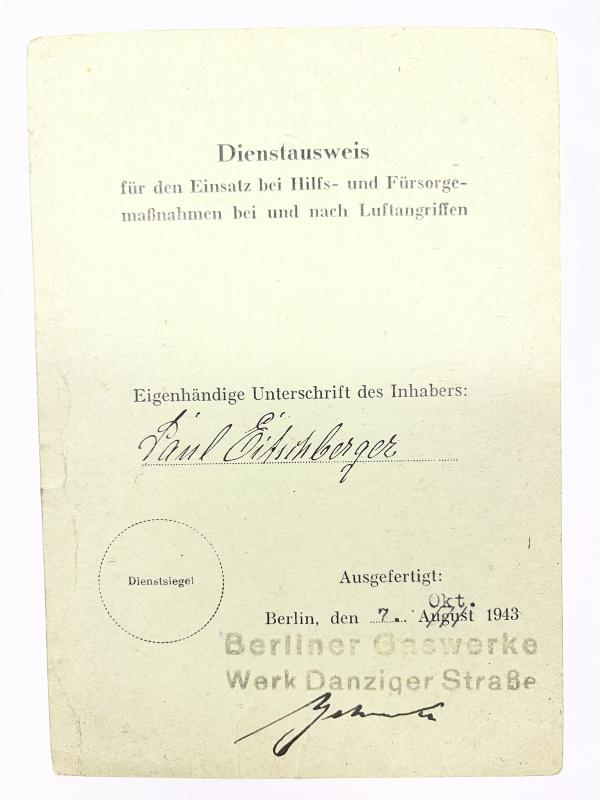 Dienstausweis
für den Einsatz bei Hilfs- und Fürsorge-
maßnahmen bei und nach Luftangriffen
Eigenhändige Unterschrift des Inhabers:
Paul Eitschberger
Dienstsiegel
Ausgefertigt:
Okt.
Berlin, den 7. August 1943
Berliner Gaswerke
Werk Danziger Straße